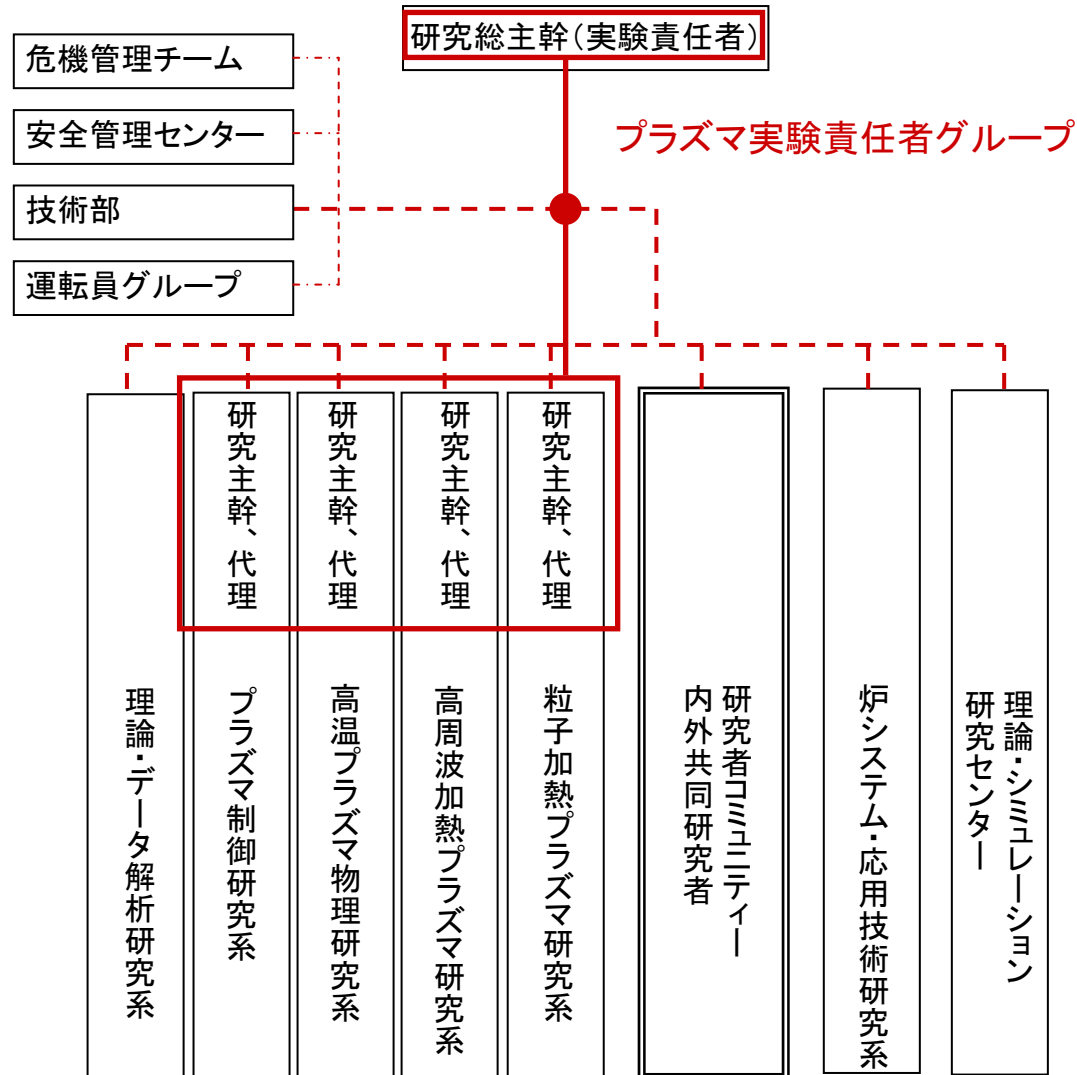 研究総主幹(実験責任者)
危機管理チーム
安全管理センター
技術部
運転員グループ
プラズマ実験責任者グループ
理論・データ解析研究系
研究主幹、代理
プラズマ制御研究系
研究主幹、代理
高温プラズマ物理研究系
研究主幹、代理
高周波加熱プラズマ研究系
研究主幹、代理
粒子加熱プラズマ研究系
研究者コミュニティー
内外共同研究者
炉システム・応用技術研究系
理論・シミュレーション
研究センター